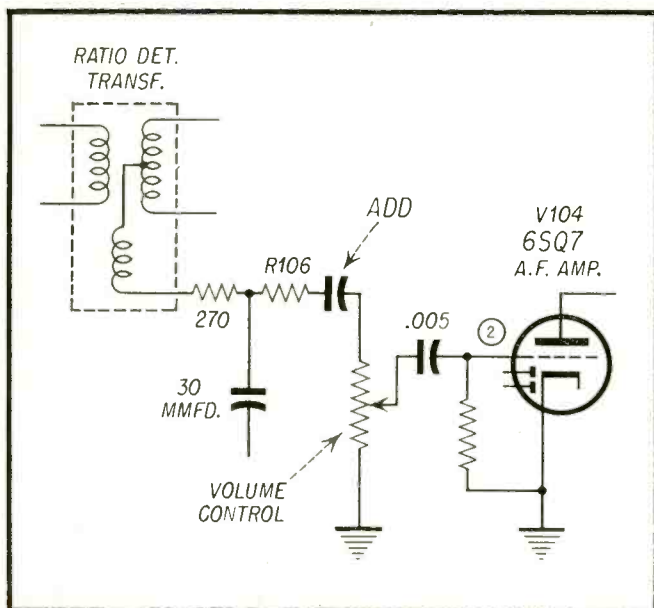 RATIO DET.
TRANSF.
ADD
V104
6SQ7
A.F. AMP.
R106
270
.005
2
30
MMFD.
VOLUME
CONTROL